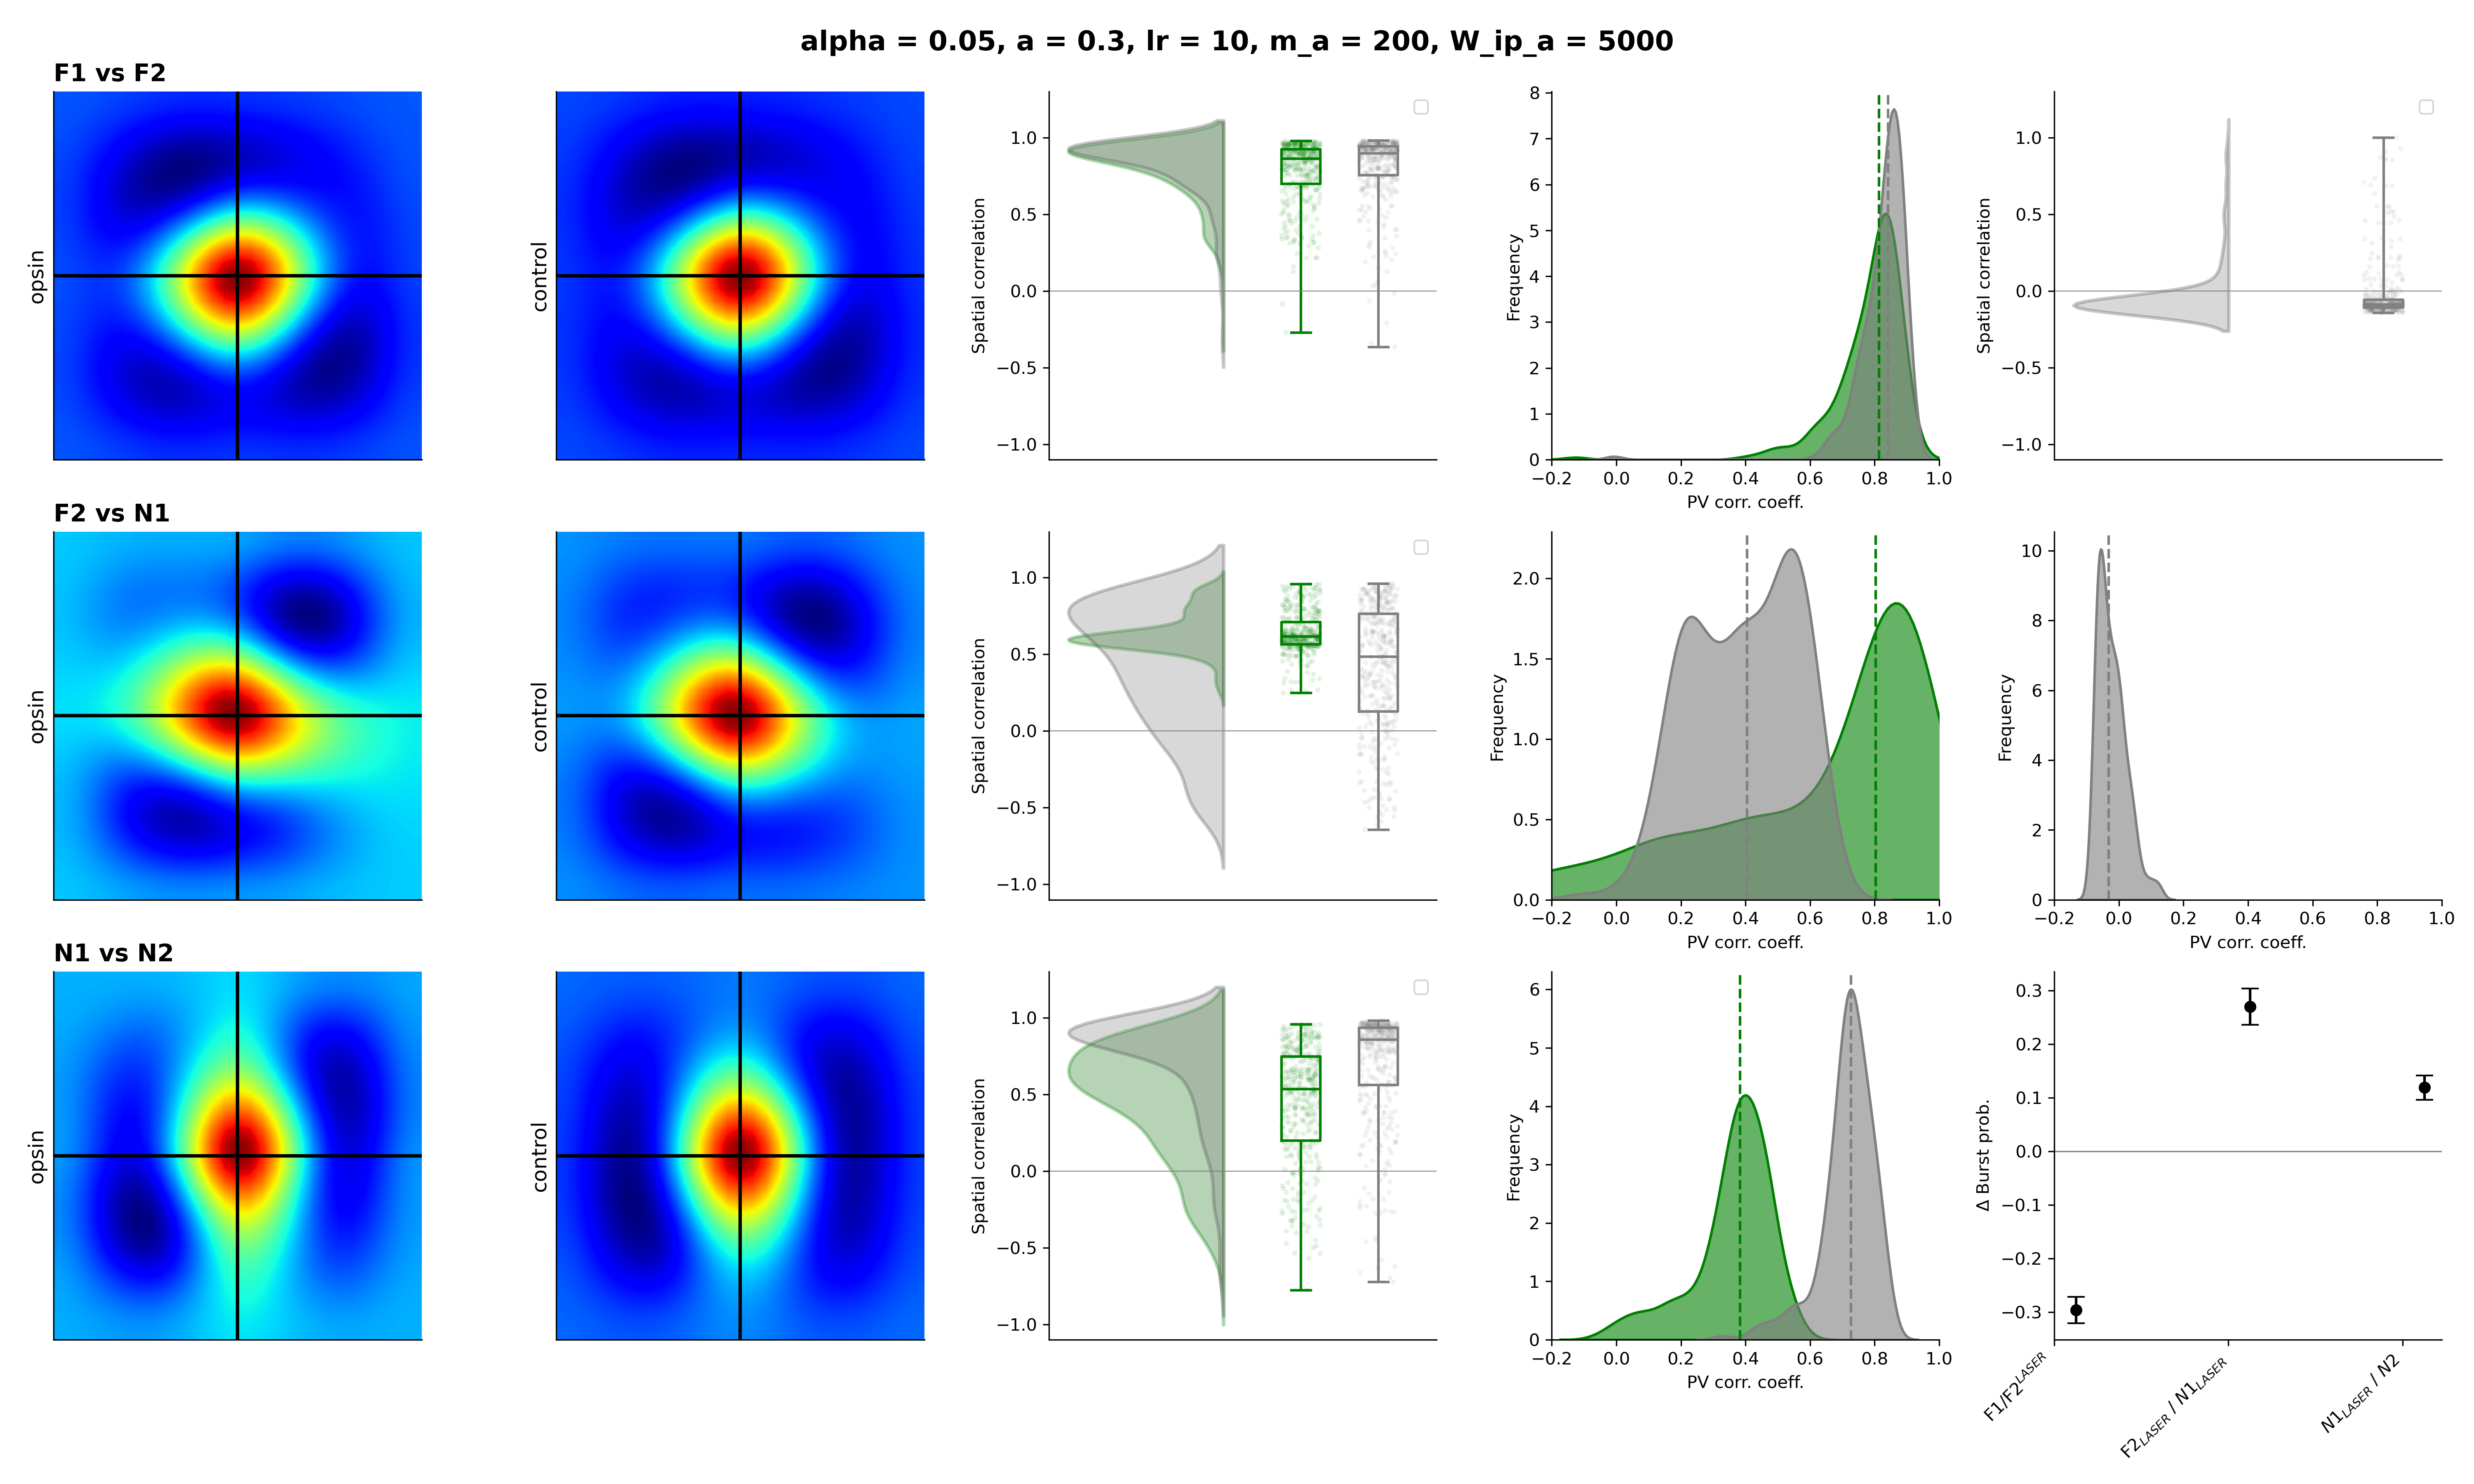 alpha = 0.05, a = 0.3, lr = 10, m_a = 200, W_ip_a = 5000
F1 vs F2
opsin
control
Spatial correlation
1.0
0.5
0.0
−0.5
−1.0
Frequency
8
7
6
5
4
3
2
1
0
−0.2 0.0 0.2 0.4 0.6 0.8 1.0
PV corr. coeff.
Spatial correlation
1.0
0.5
0.0
−0.5
−1.0
F2 vs N1
opsin
control
Spatial correlation
1.0
0.5
0.0
−0.5
−1.0
Frequency
2.0
1.5
1.0
0.5
0.0
−0.2 0.0 0.2 0.4 0.6 0.8 1.0
PV corr. coeff.
Frequency
10
8
6
4
2
0
−0.2 0.0 0.2 0.4 0.6 0.8 1.0
PV corr. coeff.
N1 vs N2
opsin
control
Spatial correlation
1.0
0.5
0.0
−0.5
−1.0
Frequency
6
5
4
3
2
1
0
−0.2 0.0 0.2 0.4 0.6 0.8 1.0
PV corr. coeff.
Δ Burst prob.
0.3
0.2
0.1
0.0
−0.1
−0.2
−0.3
F1/F2^LASER
F2_LASER / N1_LASER
N1_LASER / N2